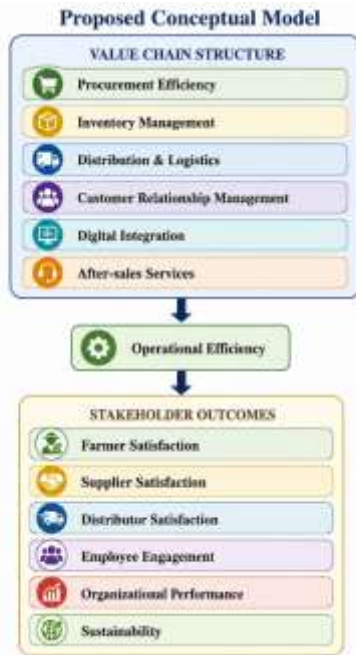 Proposed Conceptual Model
VALUE CHAIN STRUCTURE
Procurement Efficiency
Inventory Management
Distribution & Logistics
Customer Relationship Management
Digital Integration
After-sales Services
Operational Efficiency
STAKEHOLDER OUTCOMES
Farmer Satisfaction
Supplier Satisfaction
Distributor Satisfaction
Employee Engagement
Organizational Performance
Sustainability